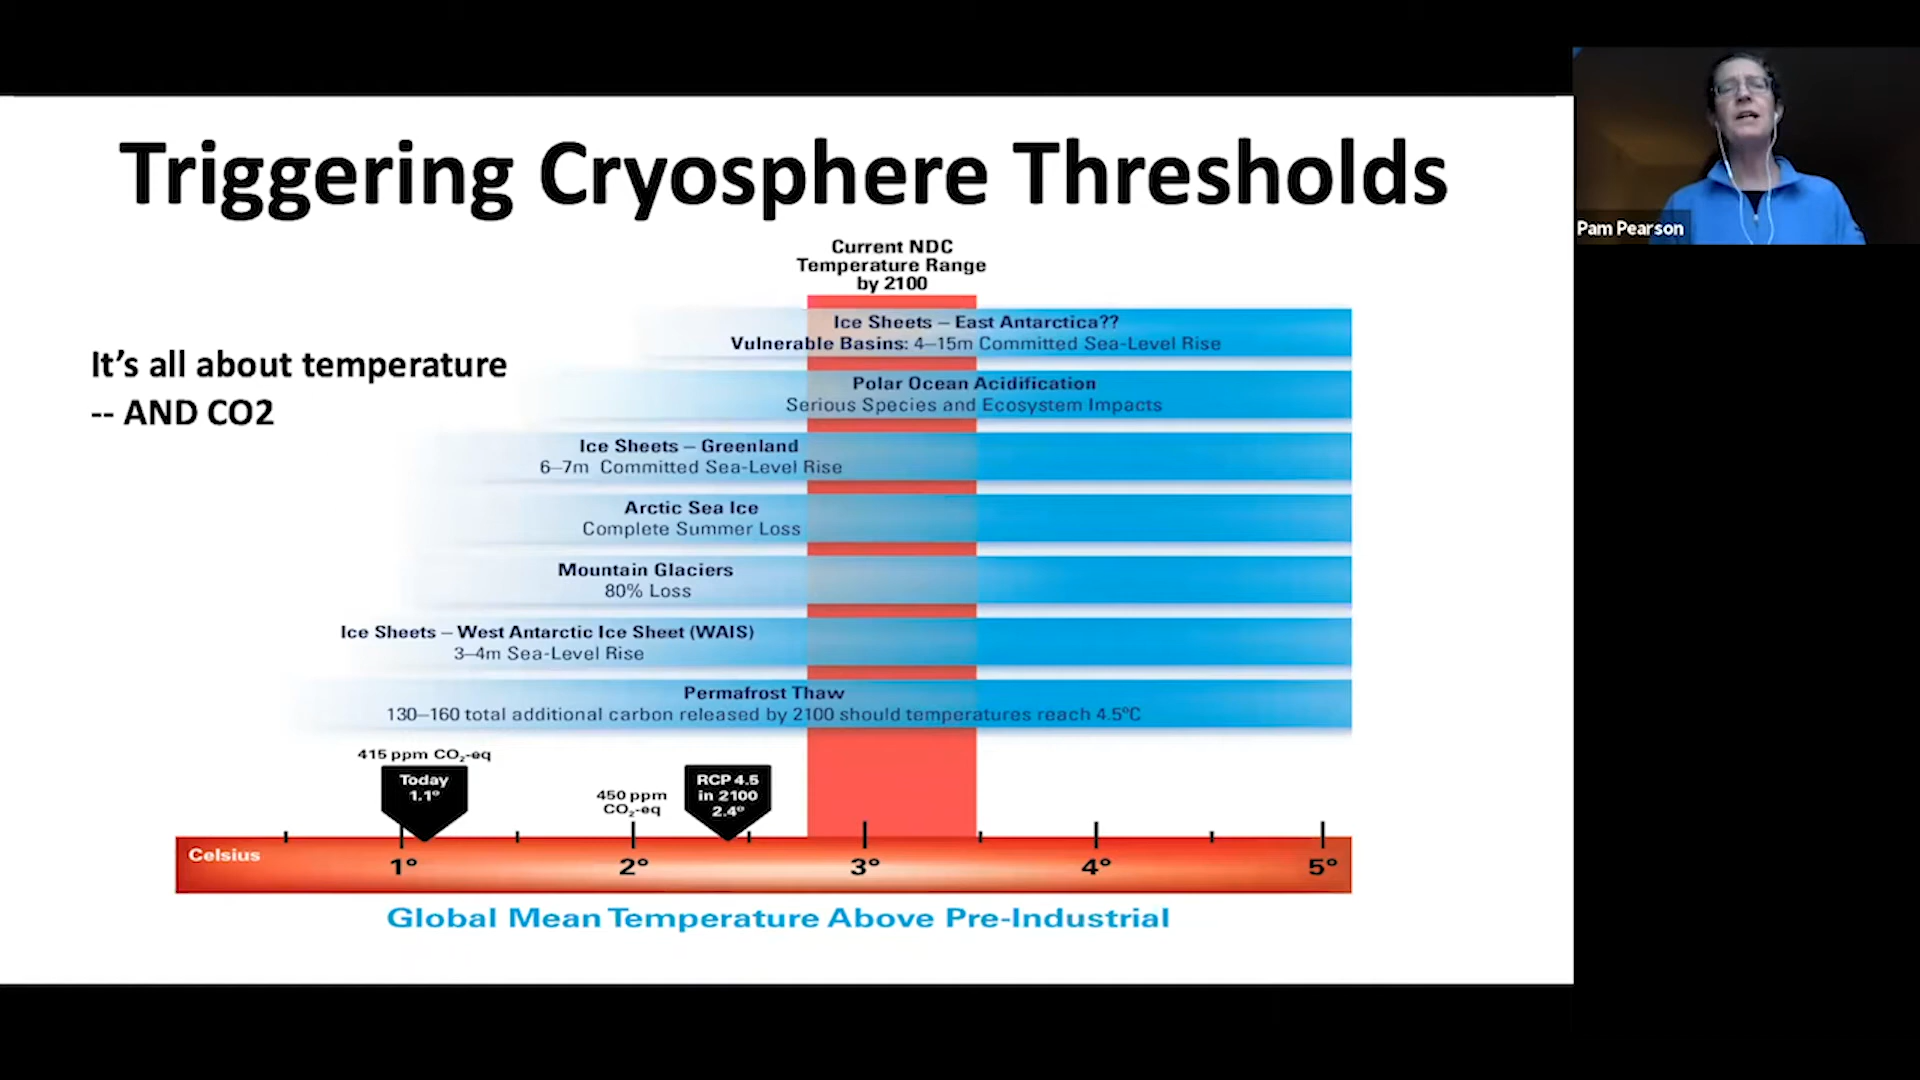 Triggering Cryosphere Thresholds
Pam Pearson
It's all about temperature
-- AND CO2
Current NDC
Temperature Range
by 2100
Ice Sheets – East Antarctica??
Vulnerable Basins: 4–15m Committed Sea-Level Rise
Polar Ocean Acidification
Serious Species and Ecosystem Impacts
Ice Sheets – Greenland
6–7m Committed Sea-Level Rise
Arctic Sea Ice
Complete Summer Loss
Mountain Glaciers
80% Loss
Ice Sheets – West Antarctic Ice Sheet (WAIS)
3–4m Sea-Level Rise
Permafrost Thaw
130–160 total additional carbon released by 2100 should temperatures reach 4.5°C
415 ppm CO₂-eq
Today
1.1°
450 ppm
CO₂-eq
RCP 4.5
in 2100
2.4°
Celsius
1° 2° 3° 4° 5°
Global Mean Temperature Above Pre-Industrial